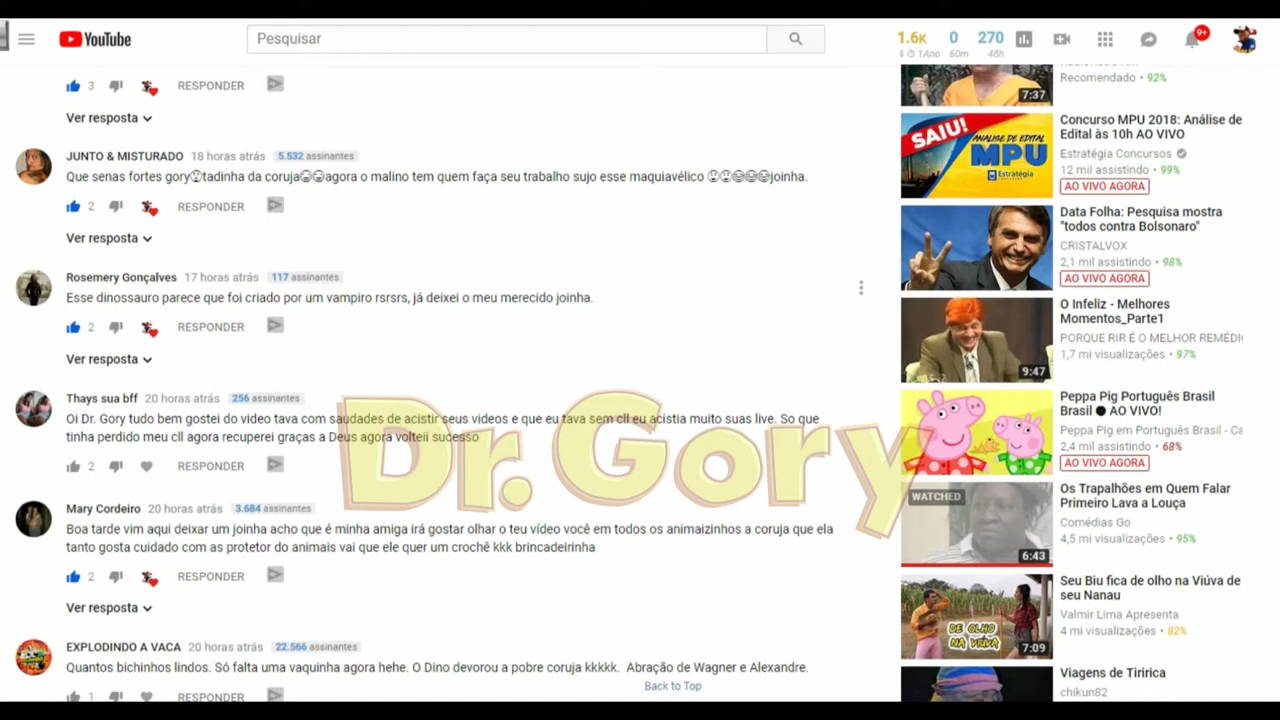 YouTube
Pesquisar
1.6K 0 270
1Ano 60m 48h
9+
3 RESPONDER
Ver resposta
JUNTO & MISTURADO 18 horas atrás 5.532 assinantes
Que senas fortes gory😲tadinha da coruja😂😂agora o felino tbm estuem faça seu trabalho sujo esse maquiavélico 😲😲😂😂😂joinha.
2 RESPONDER
Ver resposta
Rosemery Gonçalves 17 horas atrás 117 assinantes
Esse dinossauro parece que foi criado por um vampiro rsrsrs, já deixei o meu merecido joinha.
2 RESPONDER
Ver resposta
Thays sua bff 20 horas atrás 256 assinantes
Oi Dr. Gory tudo bem gostei do video tava com saudades de acistir seus videos e que eu tava sem cll eu acistia muito suas live. So que
tinha perdido meu cll agora recuperei graças a Deus agora volteii sucesso
2 RESPONDER
Dr.Gory
Mary Cordeiro 20 horas atrás 3.684 assinantes
Boa tarde vim aqui deixar um joinha acho que é minha amiga irá gostar olhar o teu vídeo você em todos os animaizinhos a coruja que ela
tanto gosta cuidado com as protetor do animais vai que ele quer um crochê kkk brincadeirinha
2 RESPONDER
Ver resposta
EXPLODINDO A VACA 20 horas atrás 22.566 assinantes
Quantos bichinhos lindos. Só falta uma vaquinha agora hehe. O Dino devorou a pobre coruja kkkkk. Abração de Wagner e Alexandre.
Back to Top
1 RESPONDER
7:37
Recomendado • 92%
SAIU!
ANÁLISE DE EDITAL
MPU
Estratégia
Concurso MPU 2018: Análise de
Edital às 10h AO VIVO
Estratégia Concursos
12 mil assistindo • 99%
AO VIVO AGORA
Data Folha: Pesquisa mostra
"todos contra Bolsonaro"
CRISTALVOX
2,1 mil assistindo • 98%
AO VIVO AGORA
9:47
O Infeliz - Melhores
Momentos_Parte1
PORQUE RIR É O MELHOR REMÉDI
1,7 mi visualizações • 97%
Peppa Pig Português Brasil
Brasil ● AO VIVO!
Peppa Pig em Português Brasil - Ca
2,4 mil assistindo • 68%
AO VIVO AGORA
WATCHED
6:43
Os Trapalhões em Quem Falar
Primeiro Lava a Louça
Comédias Go
4,5 mi visualizações • 95%
DE OLHO
NA VIÚVA
7:09
Seu Biu fica de olho na Viúva de
seu Nanau
Valmir Lima Apresenta
4 mi visualizações • 82%
Viagens de Tiririca
chikun82